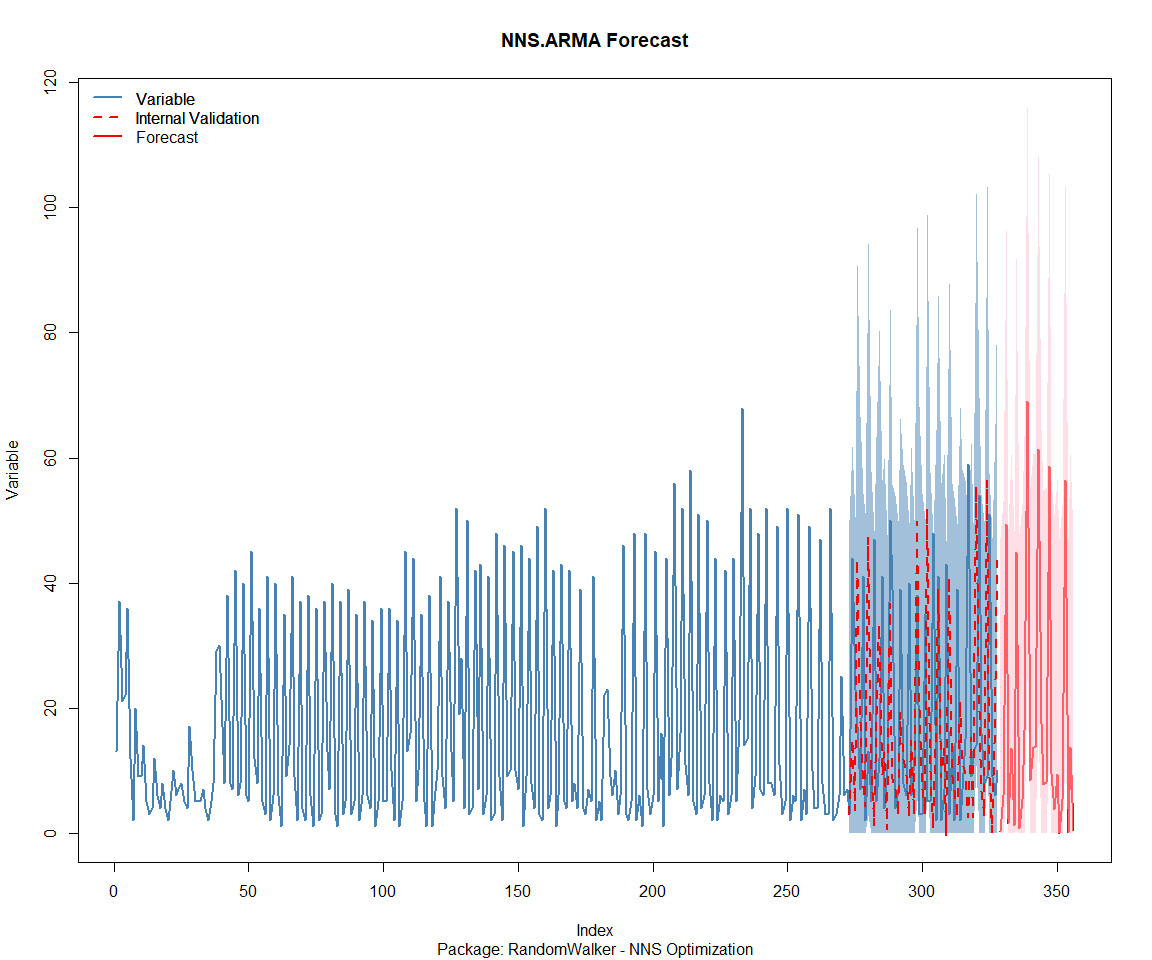 NNS.ARMA Forecast
Variable
Internal Validation
Forecast
120
100
80
60
40
20
0
Variable
0 50 100 150 200 250 300 350
Index
Package: RandomWalker - NNS Optimization